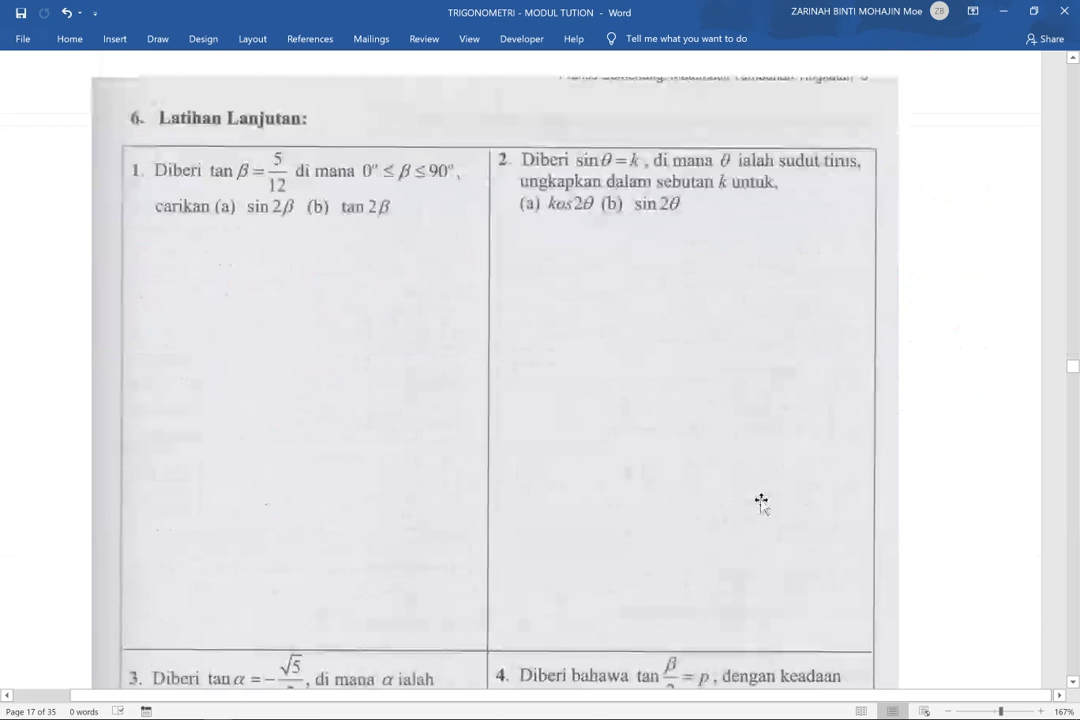 TRIGONOMETRI - MODUL TUTION - Word
ZARINAH BINTI MOHAJIN Moe
ZB
File Home Insert Draw Design Layout References Mailings Review View Developer Help Tell me what you want to do
Share
6. Latihan Lanjutan:
1. Diberi tan β = 5/12 di mana 0° ≤ β ≤ 90°,
carikan (a) sin 2β (b) tan 2β
2. Diberi sin θ = k, di mana θ ialah sudut tirus,
ungkapkan dalam sebutan k untuk,
(a) kos 2θ (b) sin 2θ
3. Diberi tan α = -√5, di mana α ialah
4. Diberi bahawa tan β = p, dengan keadaan
Page 17 of 35 0 words
167%